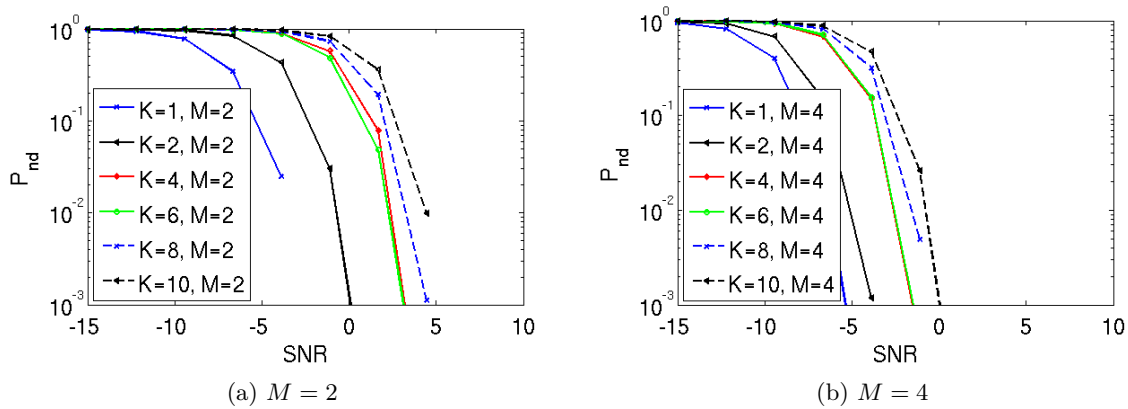 10^0
10^-1
10^-2
10^-3
P_nd
K=1, M=2
K=2, M=2
K=4, M=2
K=6, M=2
K=8, M=2
K=10, M=2
-15 -10 -5 0 5 10
SNR
(a) M = 2
10^0
10^-1
10^-2
10^-3
P_nd
K=1, M=4
K=2, M=4
K=4, M=4
K=6, M=4
K=8, M=4
K=10, M=4
-15 -10 -5 0 5 10
SNR
(b) M = 4